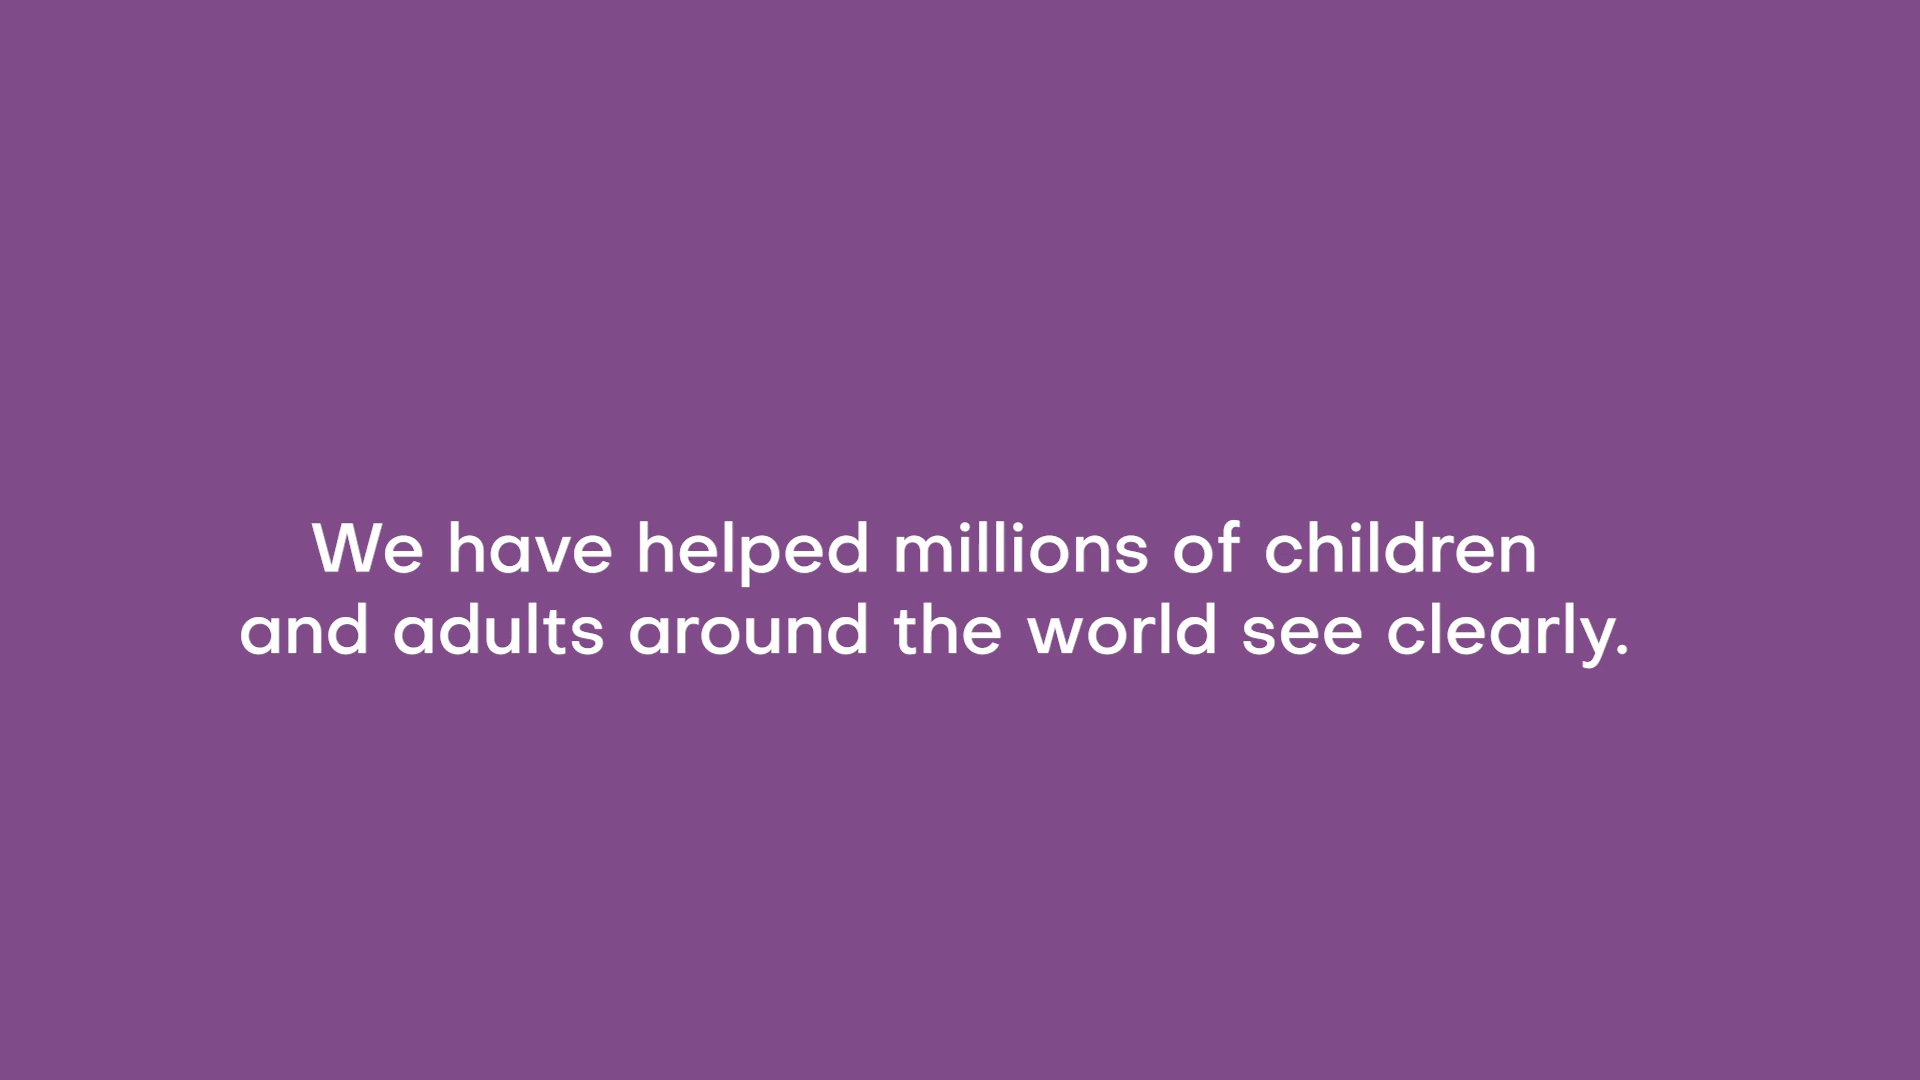 We have helped millions of children
and adults around the world see clearly.